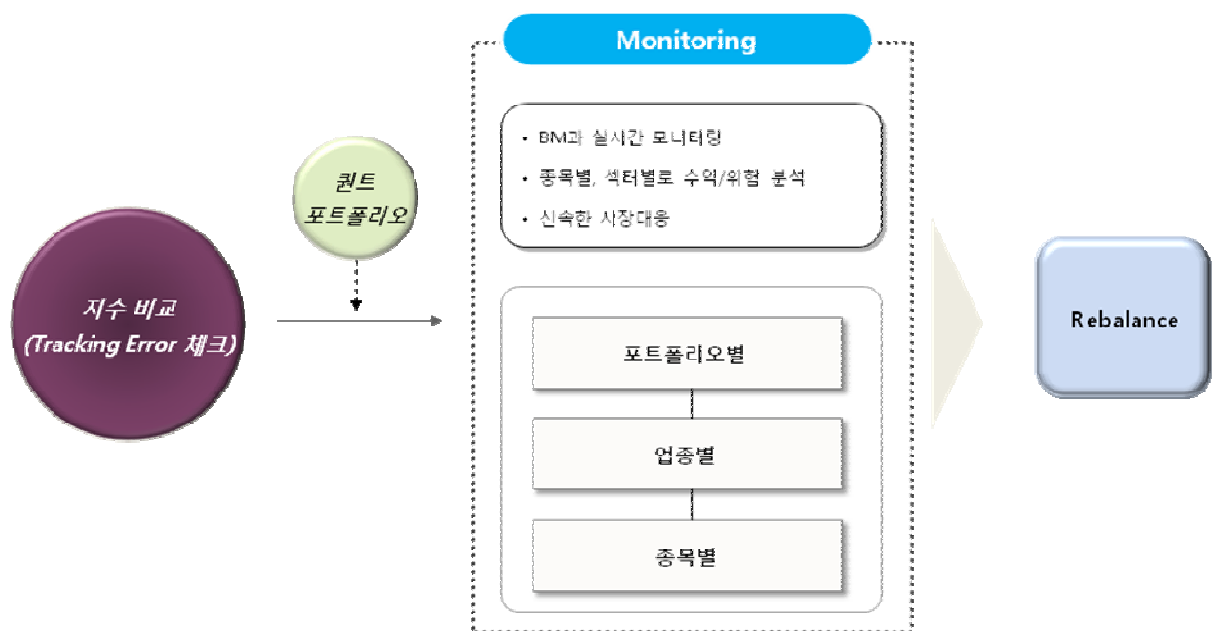 Monitoring
• BM과 실시간 모니터링
• 종목별, 섹터별로 수익/위험 분석
• 신속한 시장대응
퀀트
포트폴리오
지수 비교
(Tracking Error 체크)
포트폴리오별
업종별
종목별
Rebalance